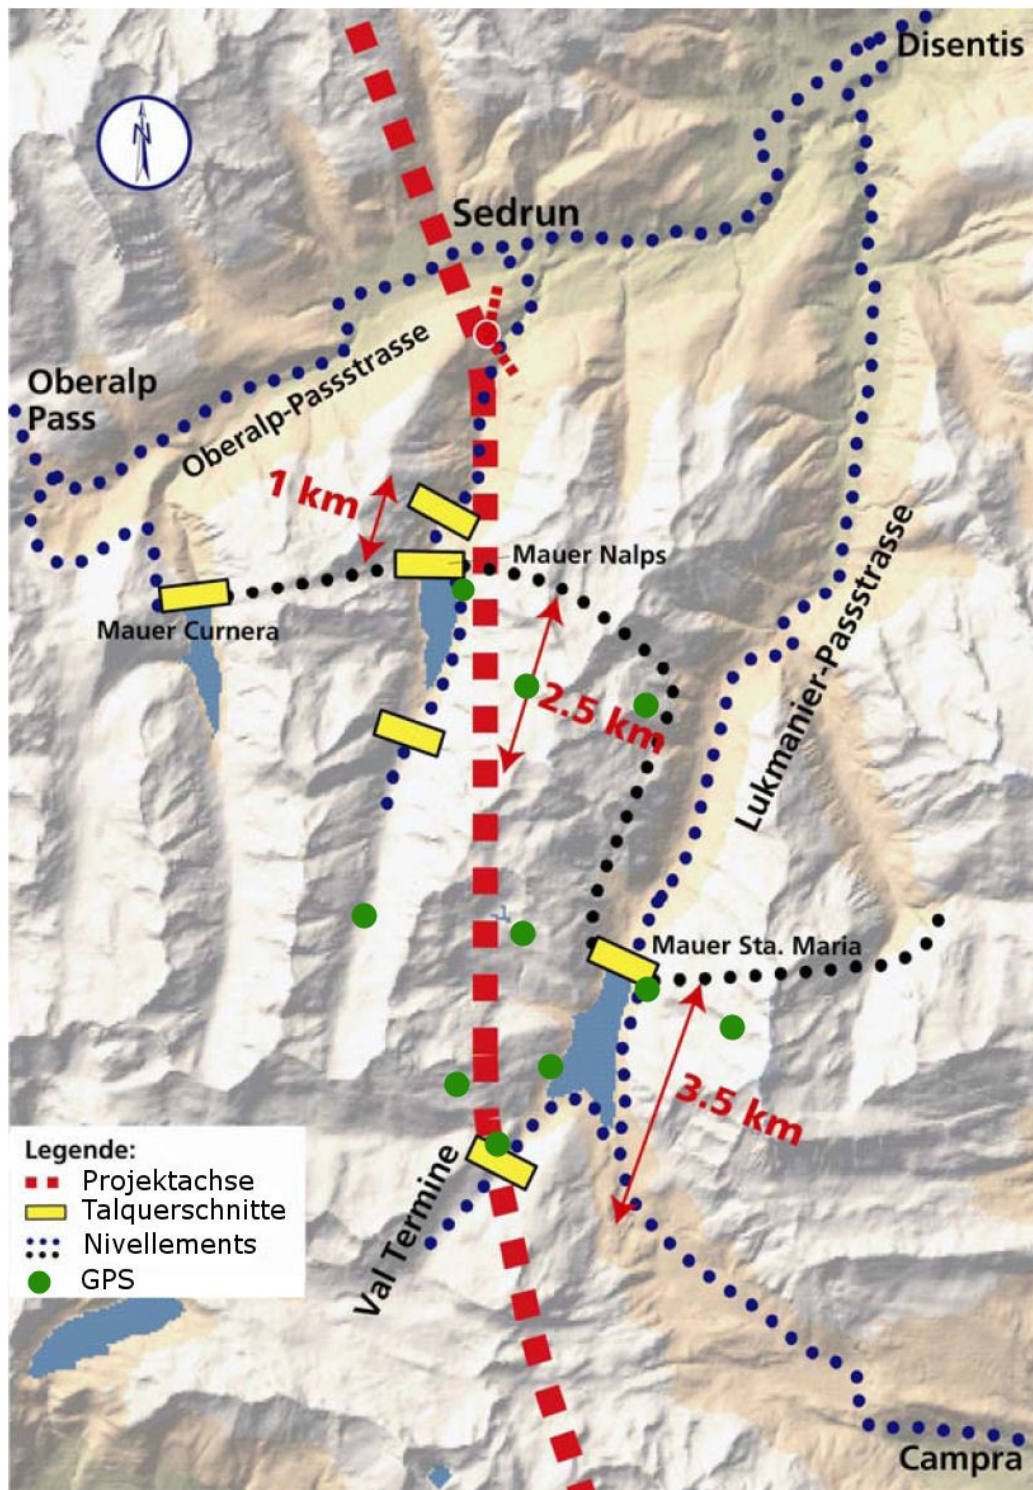 Disentis
N
Sedrun
Oberalp
Pass
Oberalp-Passstrasse
1 km
Mauer Nalps
Mauer Curnera
2.5 km
Lukmanier-Passstrasse
Mauer Sta. Maria
3.5 km
Val Termine
Legende:
Projektachse
Talquerschnitte
Nivellements
GPS
Campra